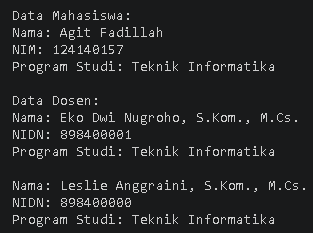 Data Mahasiswa:
Nama: Agit Fadillah
NIM: 124140157
Program Studi: Teknik Informatika

Data Dosen:
Nama: Eko Dwi Nugroho, S.Kom., M.Cs.
NIDN: 898400001
Program Studi: Teknik Informatika

Nama: Leslie Anggraini, S.Kom., M.Cs.
NIDN: 898400000
Program Studi: Teknik Informatika